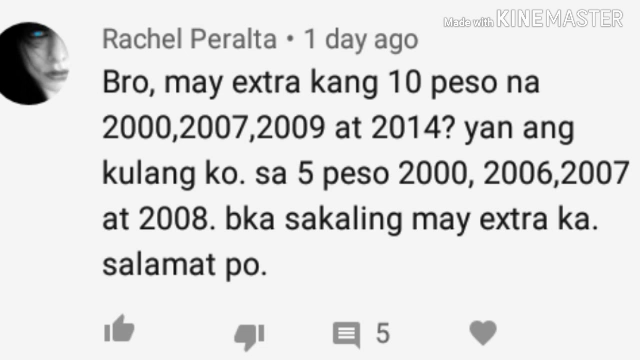 Made with KINEMASTER
Rachel Peralta • 1 day ago
Bro, may extra kang 10 peso na
2000,2007,2009 at 2014? yan ang
kulang ko. sa 5 peso 2000, 2006,2007
at 2008. bka sakaling may extra ka.
salamat po.
5